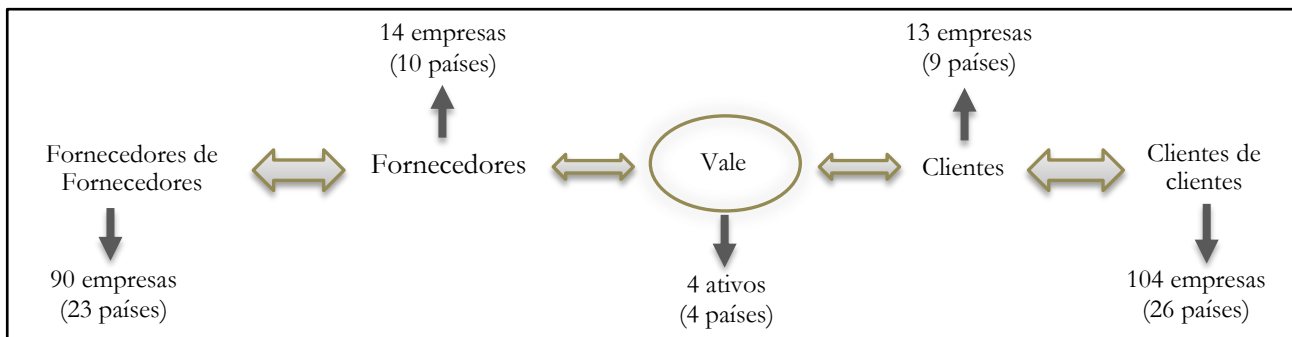 14 empresas
(10 países)
13 empresas
(9 países)
Fornecedores de
Fornecedores
Fornecedores
Vale
Clientes
Clientes de
clientes
90 empresas
(23 países)
4 ativos
(4 países)
104 empresas
(26 países)